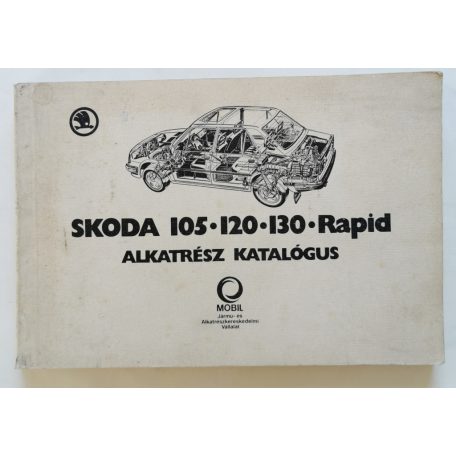 SKODA 105•120•130•Rapid
ALKATRÉSZ KATALÓGUS
MOBIL
Jármű- és
Alkatrészkereskedelmi
Vállalat